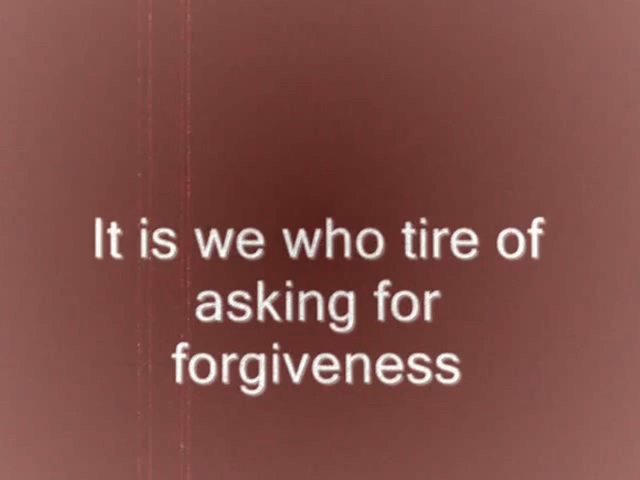 It is we who tire of
asking for
forgiveness